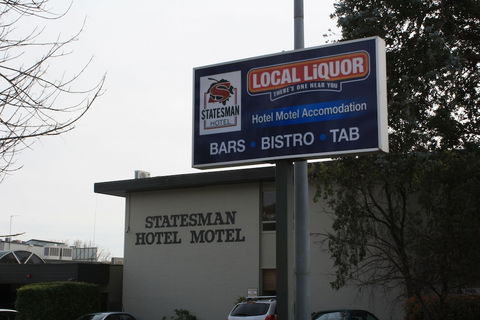 LOCAL LIQUOR
THERE'S ONE NEAR YOU
STATESMAN
HOTEL
Hotel Motel Accomodation
BARS • BISTRO • TAB
STATESMAN
HOTEL MOTEL